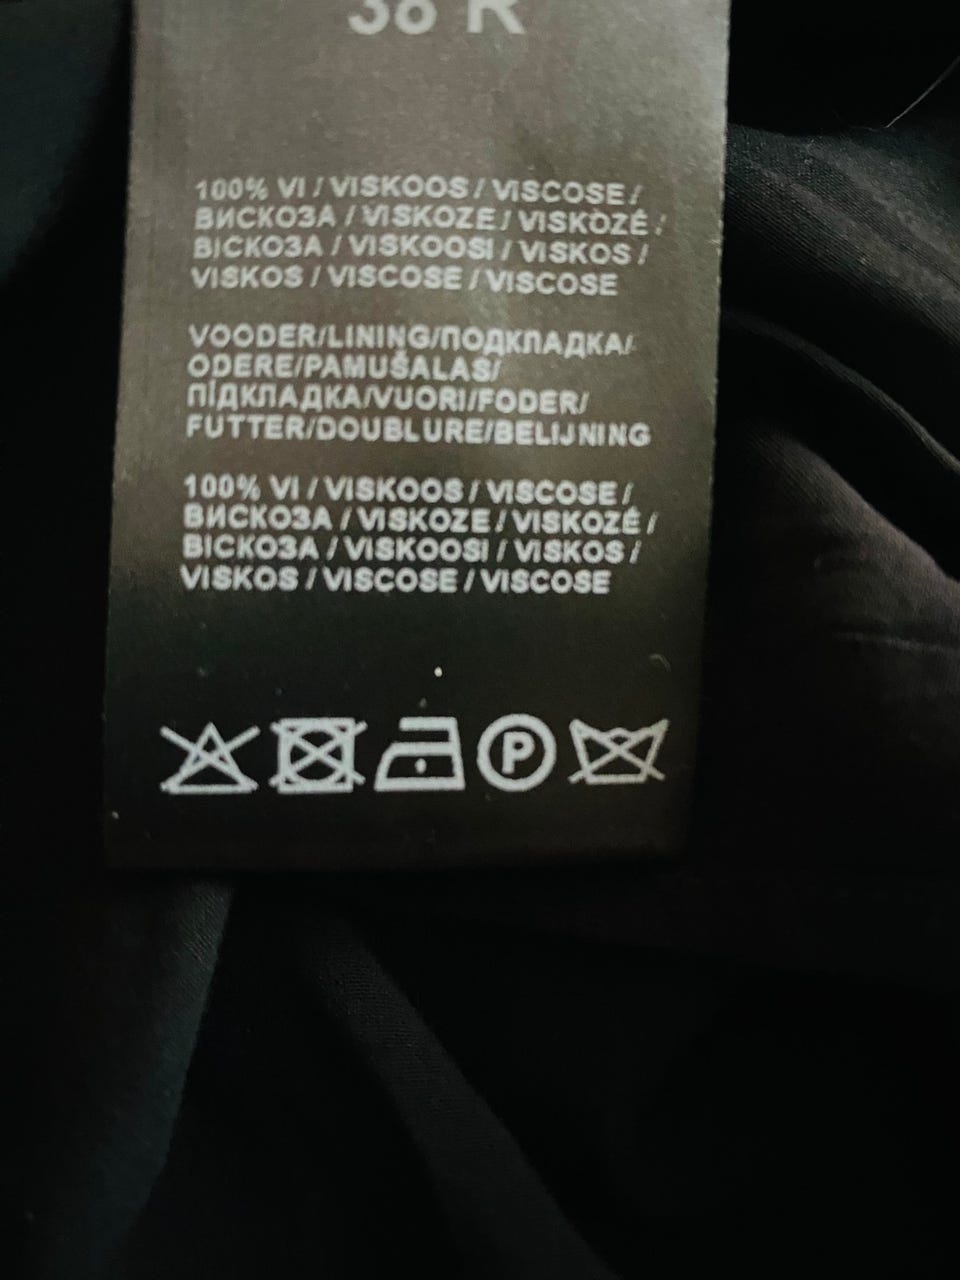 38 R
100% VI / VISKOOS / VISCOSE /
ВИСКОЗА / VISKOZE / VISKOZĖ /
ВІСКОЗА / VISKOOSI / VISKOS /
VISKOS / VISCOSE / VISCOSE
VOODER/LINING/ПОДКЛАДКА/
ODERE/PAMUŠALAS/
ПІДКЛАДКА/VUORI/FODER/
FUTTER/DOUBLURE/BELIJNING
100% VI / VISKOOS / VISCOSE /
ВИСКОЗА / VISKOZE / VISKOZĖ /
ВІСКОЗА / VISKOOSI / VISKOS /
VISKOS / VISCOSE / VISCOSE
P